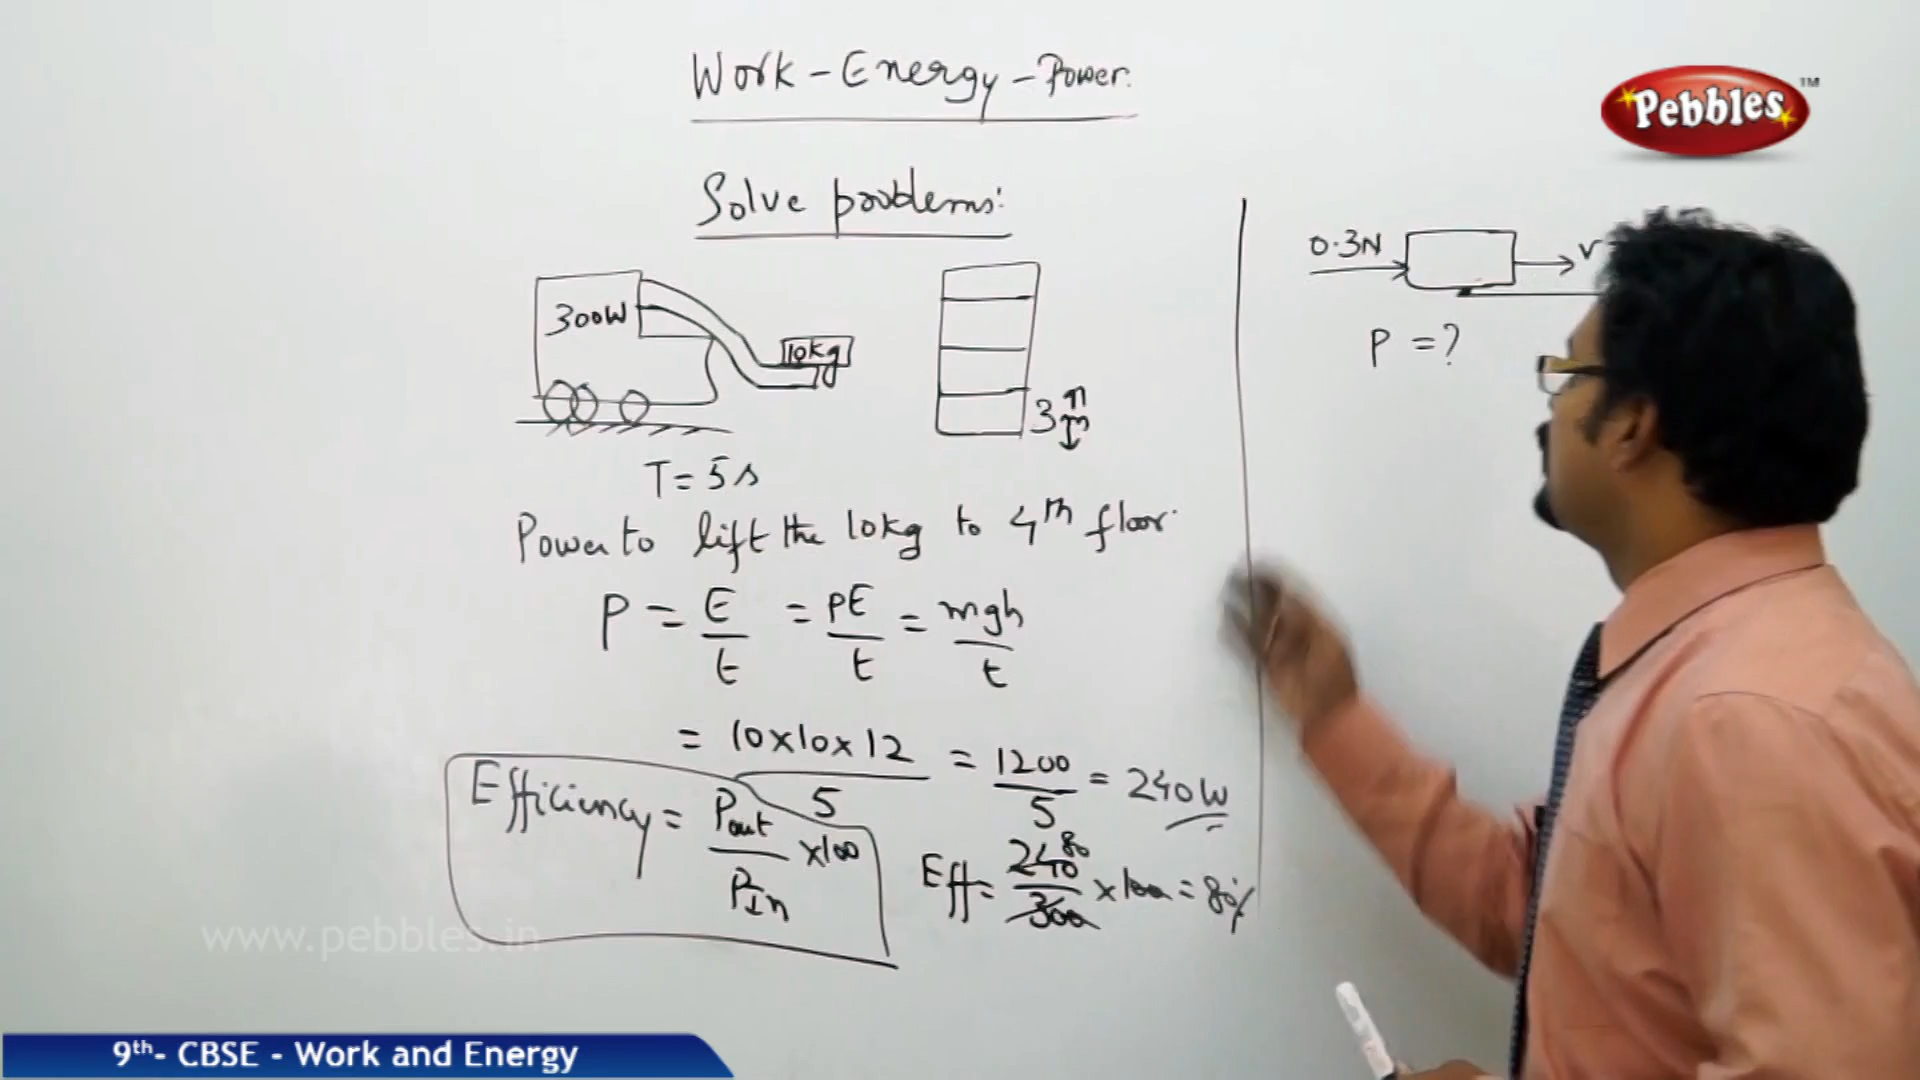 Work - Energy - Power.
Pebbles™
Solve problems:
300W
10kg
3m
T = 5s
Power to lift the 10kg to 4th floor.
P = E/t = PE/t = mgh/t
= 10x10x12/5 = 1200/5 = 240W
Efficiency = Pout/PIn x100
Eff = 240/300 80 x100 = 80%
0.3N
V
P = ?
www.pebbles.in
9th- CBSE - Work and Energy